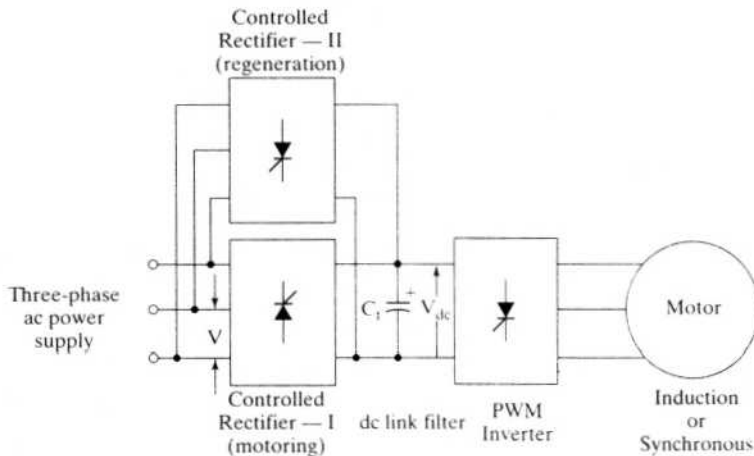 Controlled
Rectifier — II
(regeneration)
Three-phase
ac power
supply
V
C₁
+
V_dc
Motor
Controlled
Rectifier — I
(motoring)
dc link filter
PWM
Inverter
Induction
or
Synchronous